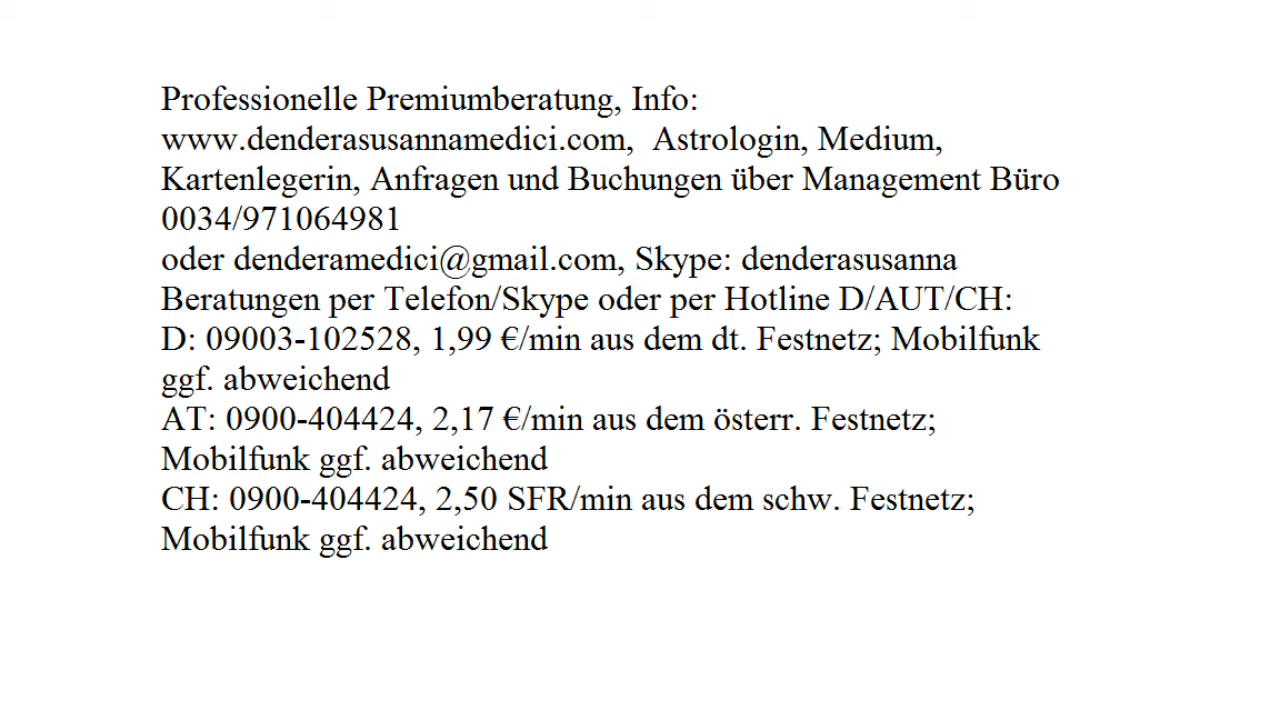 Professionelle Premiumberatung, Info:
www.denderasusannamedici.com,  Astrologin, Medium,
Kartenlegerin, Anfragen und Buchungen über Management Büro
0034/971064981
oder denderamedici@gmail.com, Skype: denderasusanna
Beratungen per Telefon/Skype oder per Hotline D/AUT/CH:
D: 09003-102528, 1,99 €/min aus dem dt. Festnetz; Mobilfunk
ggf. abweichend
AT: 0900-404424, 2,17 €/min aus dem österr. Festnetz;
Mobilfunk ggf. abweichend
CH: 0900-404424, 2,50 SFR/min aus dem schw. Festnetz;
Mobilfunk ggf. abweichend